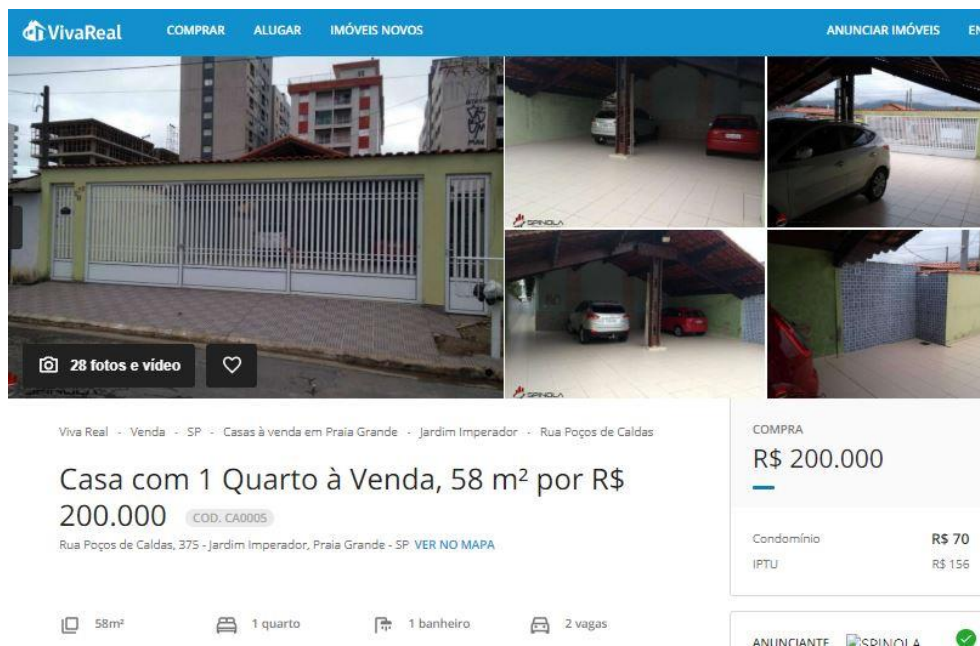 VivaReal COMPRAR ALUGAR IMÓVEIS NOVOS ANUNCIAR IMÓVEIS
SPINOLA
SPINOLA
28 fotos e vídeo
Viva Real - Venda - SP - Casas à venda em Praia Grande - Jardim Imperador - Rua Poços de Caldas
Casa com 1 Quarto à Venda, 58 m² por R$
200.000 COD. CA0005
Rua Poços de Caldas, 375 - Jardim Imperador, Praia Grande - SP VER NO MAPA
58m² 1 quarto 1 banheiro 2 vagas
COMPRA
R$ 200.000
Condomínio R$ 70
IPTU R$ 156
ANUNCIANTE SPINOLA